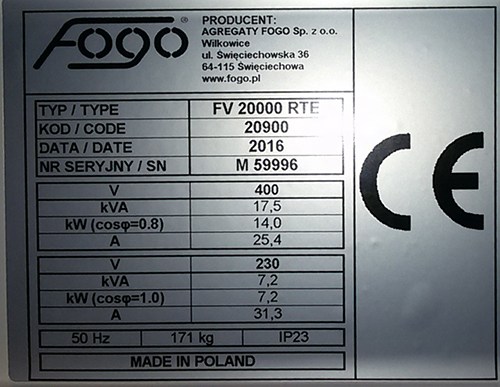 Fogo ®
PRODUCENT:
AGREGATY FOGO Sp. z o.o.
Wilkowice
ul. Święciechowska 36
64-115 Święciechowa
www.fogo.pl
TYP / TYPE FV 20000 RTE
KOD / CODE 20900
DATA / DATE 2016
NR SERYJNY / SN M 59996
V 400
kVA 17,5
kW (cosφ=0.8) 14,0
A 25,4
V 230
kVA 7,2
kW (cosφ=1.0) 7,2
A 31,3
50 Hz 171 kg IP23
MADE IN POLAND
CE